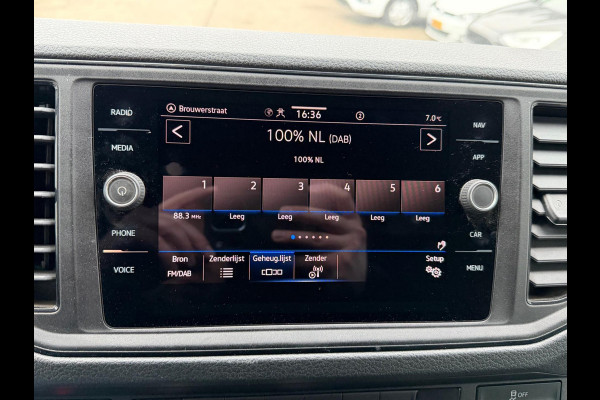 RADIO
MEDIA
PHONE
VOICE
Brouwerstraat
16:36
2
7.0°C
100% NL (DAB)
100% NL
1 2 3 4 5 6
88.3 MHz Leeg Leeg Leeg Leeg Leeg
Bron Zenderlijst Geheug.lijst Zender Setup
FM/DAB
NAV
APP
CAR
MENU
OFF